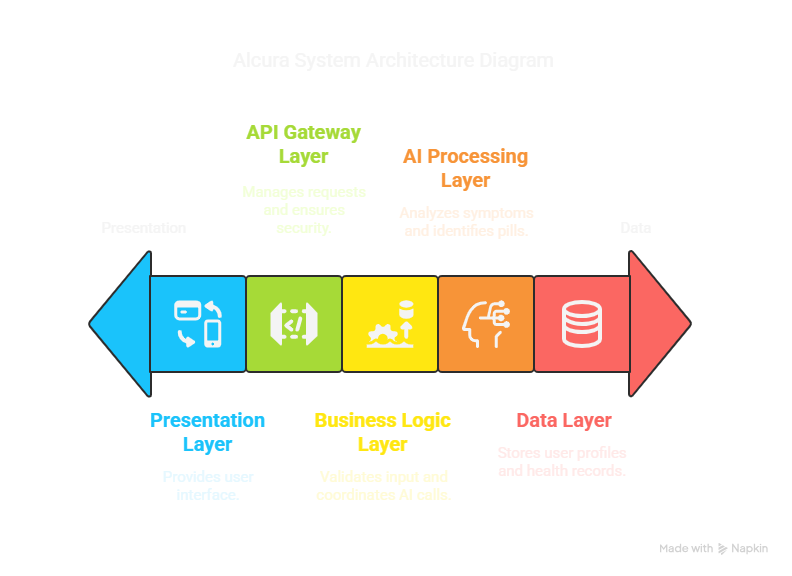 Alcura System Architecture Diagram
API Gateway
Layer
Manages requests
and ensures
security.
AI Processing
Layer
Analyzes symptoms
and identifies pills.
Presentation
Data
Presentation
Layer
Provides user
interface.
Business Logic
Layer
Validates input and
coordinates AI calls.
Data Layer
Stores user profiles
and health records.
Made with Napkin